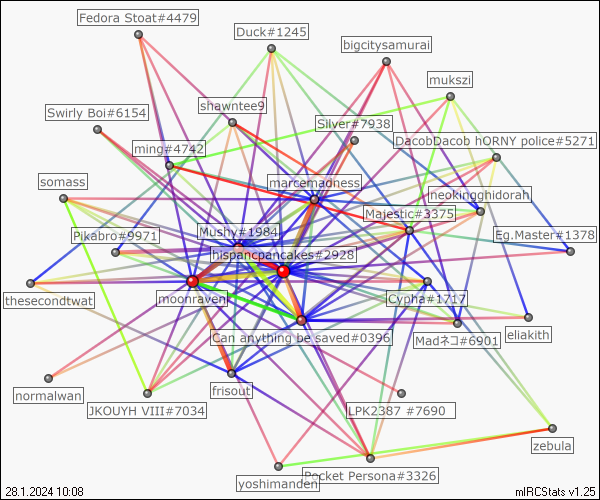 Fedora Stoat#4479
Duck#1245
bigcitysamurai
mukszi
shawntee9
Swirly Boi#6154
Silver#7938
DacobDacob hORNY police#5271
ming#4742
somass
marcemadness
neokingghidorah
Majestic#3375
Mushy#1984
Pikabro#9971
Eg.Master#1378
hispancpancakes#2928
thesecondtwat
moonraven
Cypha#1717
Can anything be saved#0396
Madネコ#6901
eliakith
normalwan
JKOUYH VIII#7034
frisout
LPK2387 #7690
zebula
yoshimanden
Pocket Persona#3326
28.1.2024 10:08
mIRCStats v1.25